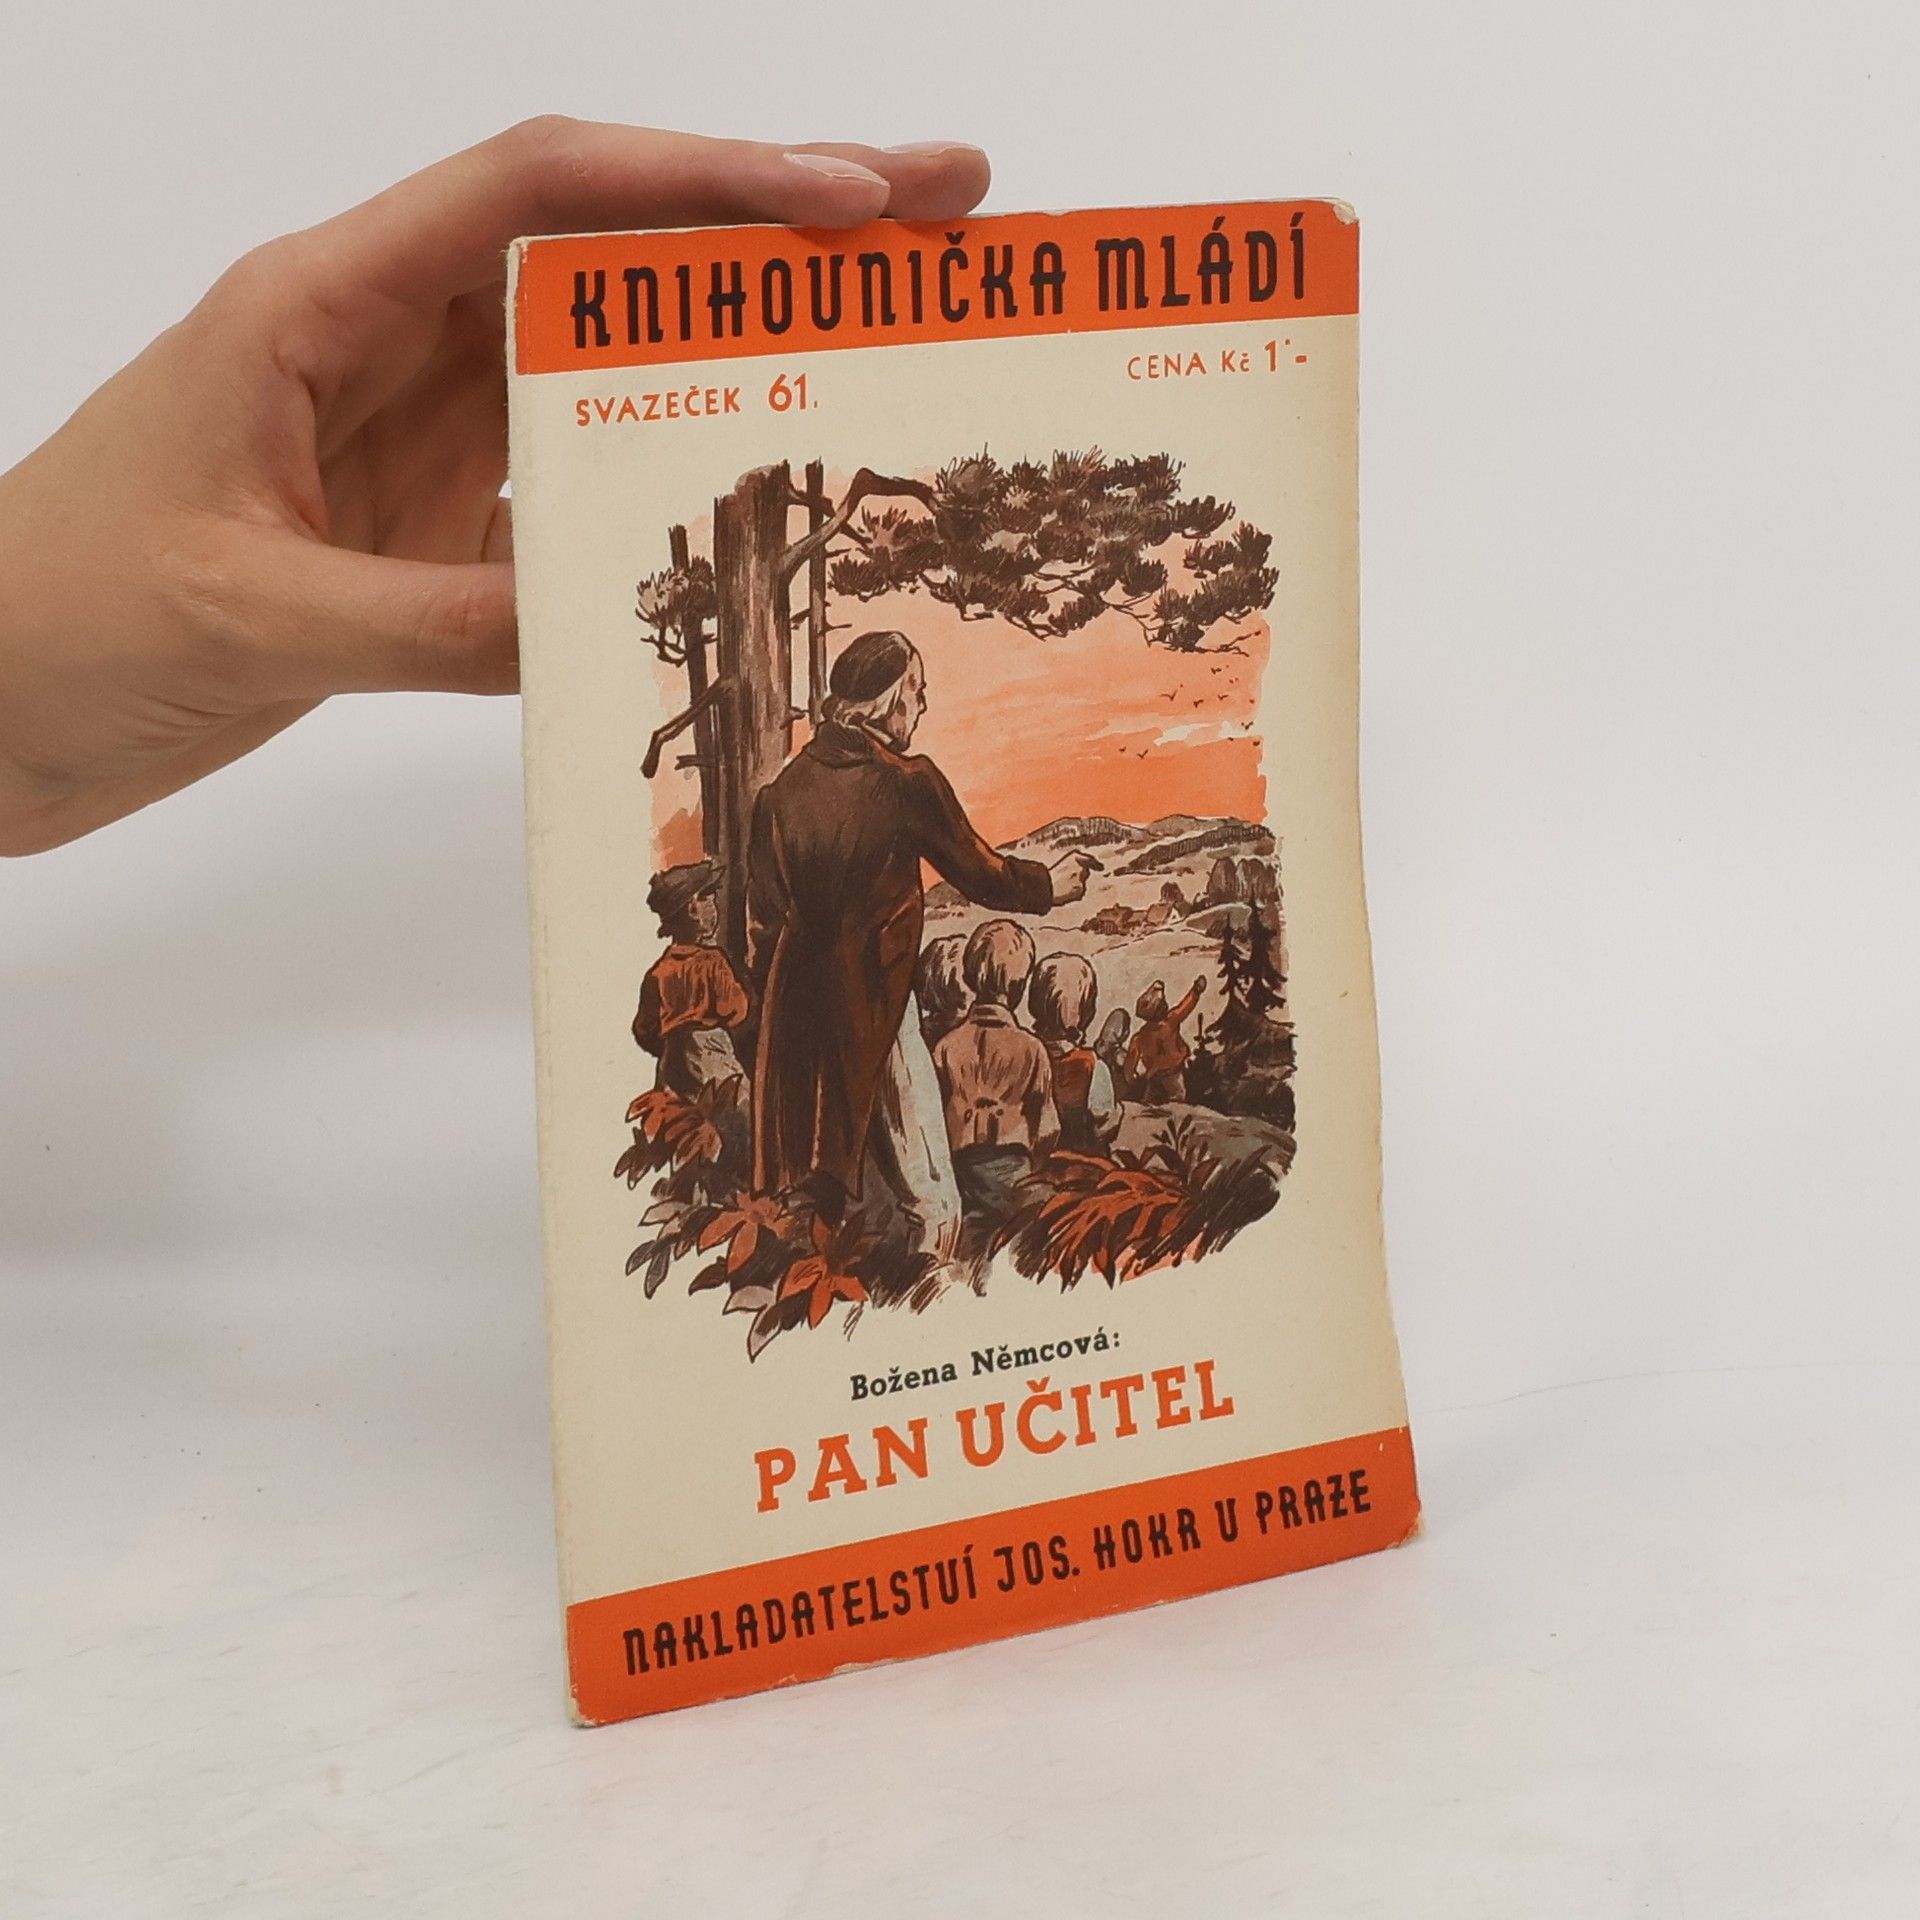 KNIHOVNIČKA MLÁDÍ
SVAZEČEK 61.
CENA Kč 1·-
Božena Němcová:
PAN UČITEL
NAKLADATELSTVÍ JOS. HOKR V PRAZE